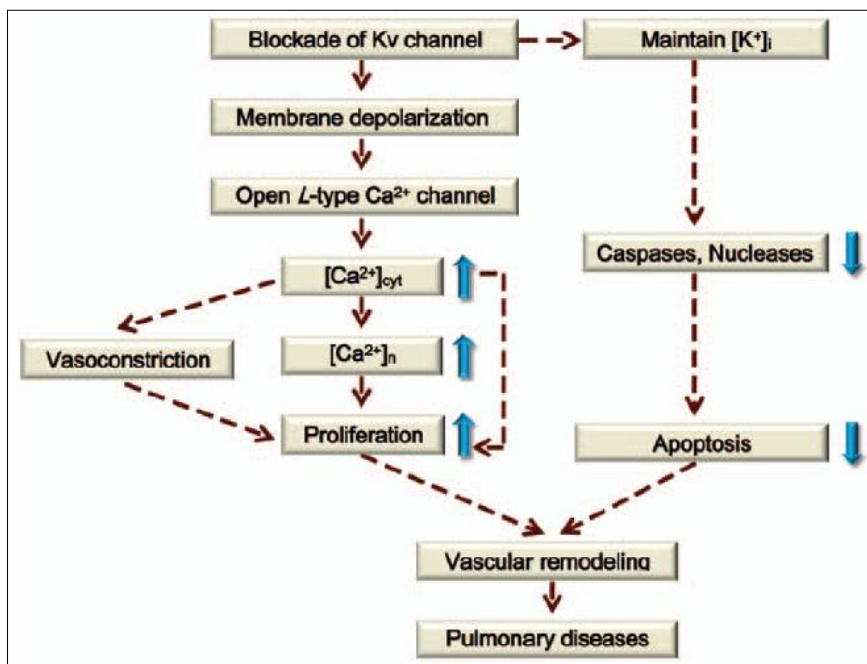 Blockade of Kv channel
Maintain [K⁺]ᵢ
Membrane depolarization
Open L-type Ca²⁺ channel
Caspases, Nucleases
[Ca²⁺]cyt
Vasoconstriction
[Ca²⁺]n
Proliferation
Apoptosis
Vascular remodeling
Pulmonary diseases